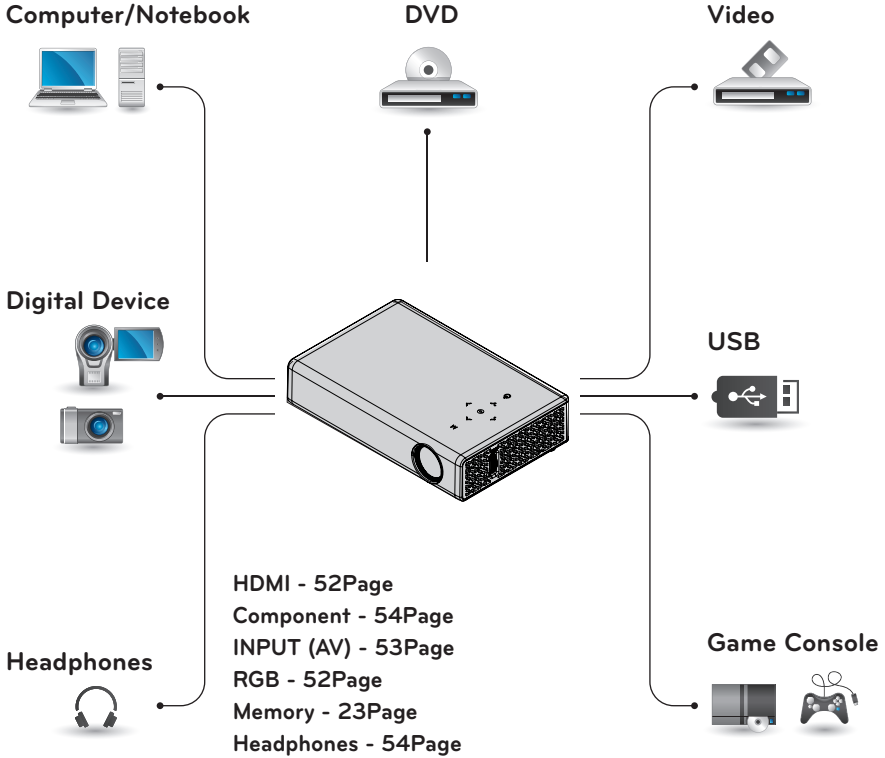 Computer/Notebook
DVD
Video
Digital Device
USB
HDMI - 52Page
Component - 54Page
INPUT (AV) - 53Page
RGB - 52Page
Memory - 23Page
Headphones - 54Page
Headphones
Game Console